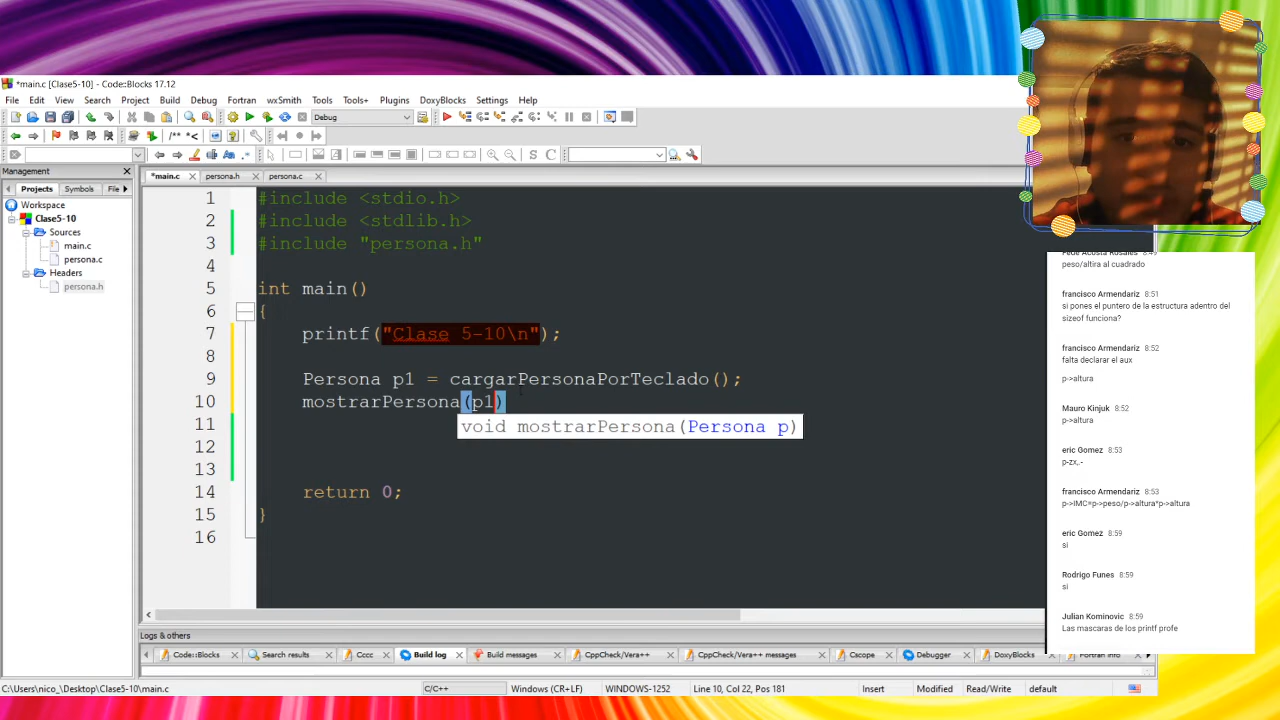 *main.c [Clase5-10] - Code::Blocks 17.12
File Edit View Search Project Build Debug Fortran wxSmith Tools Tools+ Plugins DoxyBlocks Settings Help
Debug
Management
*main.c persona.h persona.c
Projects Symbols File
Workspace
Clase5-10
Sources
main.c
persona.c
Headers
persona.h
1 #include <stdio.h>
2 #include <stdlib.h>
3 #include "persona.h"
4
5 int main()
6 {
7 printf("Clase 5-10\n");
8
9 Persona p1 = cargarPersonaPorTeclado();
10 mostrarPersona(p1)
void mostrarPersona(Persona p)
11
12
13
14 return 0;
15 }
16
Logs & others
Code::Blocks Search results Cccc Build log Build messages CppCheck/Vera++ CppCheck/Vera++ messages Cscope Debugger DoxyBlocks Fortran info
C:\Users\nico_\Desktop\Clase5-10\main.c C/C++ Windows (CR+LF) WINDOWS-1252 Line 10, Col 22, Pos 181 Insert Modified Read/Write default
peso/altira al cuadrado
francisco Armendariz 8:51
si pones el puntero de la estructura adentro del
sizeof funciona?
francisco Armendariz 8:52
falta declarar el aux
p->altura
Mauro Kinjuk 8:52
p->altura
eric Gomez 8:53
p-zx,.-
francisco Armendariz 8:53
p->IMC=p->peso/p->altura*p->altura
eric Gomez 8:59
si
Rodrigo Funes 8:59
si
Julian Kominovic 8:59
Las mascaras de los printf profe